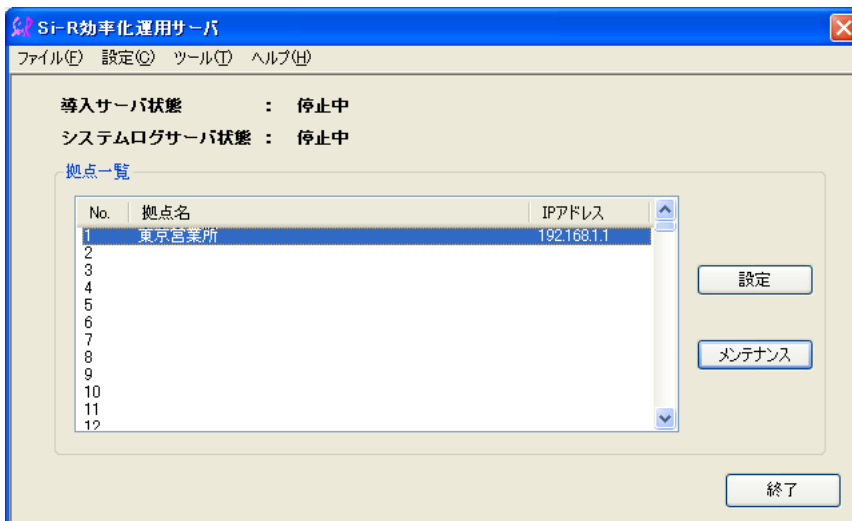 Si-R効率化運用サーバ
ファイル(F) 設定(C) ツール(T) ヘルプ(H)
導入サーバ状態 : 停止中
システムログサーバ状態 : 停止中
拠点一覧
No. 拠点名 IPアドレス
1 東京営業所 192.168.1.1
2
3
4
5
6
7
8
9
10
11
12
設定
メンテナンス
終了